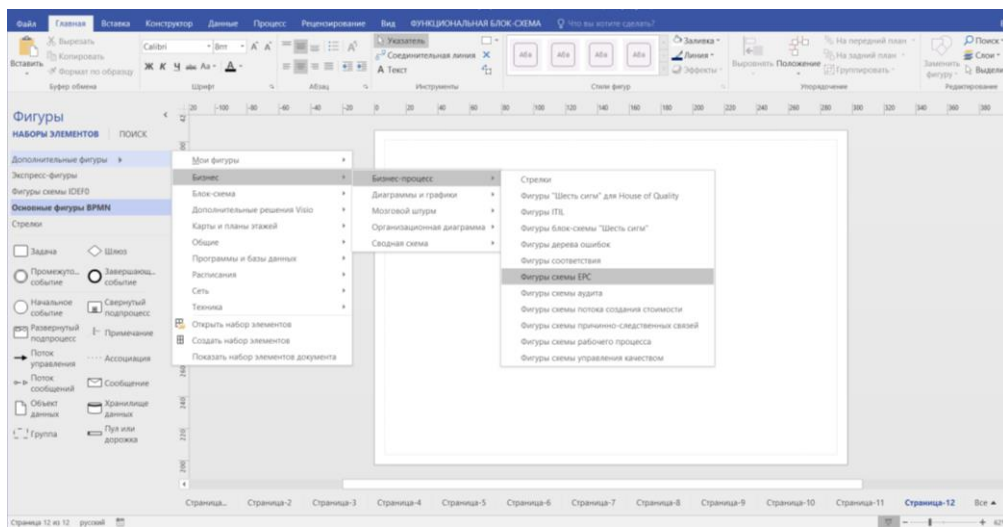 Файл Главная Вставка Конструктор Данные Процесс Рецензирование Вид ФУНКЦИОНАЛЬНАЯ БЛОК-СХЕМА Что вы хотите сделать?
Вставить
Вырезать
Копировать
Формат по образцу
Буфер обмена
Calibri 8пт
Ж К Ч abc Aa A
Шрифт
Абзац
Указатель
Соединительная линия
А Текст
Инструменты
Абв Абв Абв Абв
Стили фигур
Заливка
Линия
Эффекты
Выровнять Положение
На передний план
На задний план
Группировать
Упорядочение
Заменить фигуру
Поиск
Слои
Выдели
Редактирование
Фигуры
НАБОРЫ ЭЛЕМЕНТОВ ПОИСК
Дополнительные фигуры
Экспресс-фигуры
Фигуры схемы IDEF0
Основные фигуры BPMN
Стрелки
Задача Шлюз
Промежуто... событие Завершающ... событие
Начальное событие Свернутый подпроцесс
Развернутый подпроцесс Примечание
Поток управления Ассоциация
Поток сообщений Сообщение
Объект данных Хранилище данных
Группа Пул или дорожка
Мои фигуры
Бизнес
Блок-схема
Дополнительные решения Visio
Карты и планы этажей
Общие
Программы и базы данных
Расписания
Сеть
Техника
Открыть набор элементов
Создать набор элементов
Показать набор элементов документа
Бизнес-процесс
Диаграммы и графики
Мозговой штурм
Организационная диаграмма
Сводная схема
Стрелки
Фигуры "Шесть сигм" для House of Quality
Фигуры ITIL
Фигуры блок-схемы "Шесть сигм"
Фигуры дерева ошибок
Фигуры соответствия
Фигуры схемы EPC
Фигуры схемы аудита
Фигуры схемы потока создания стоимости
Фигуры схемы причинно-следственных связей
Фигуры схемы рабочего процесса
Фигуры схемы управления качеством
Страница... Страница-2 Страница-3 Страница-4 Страница-5 Страница-6 Страница-7 Страница-8 Страница-9 Страница-10 Страница-11 Страница-12 Все
Страница 12 из 12 русский